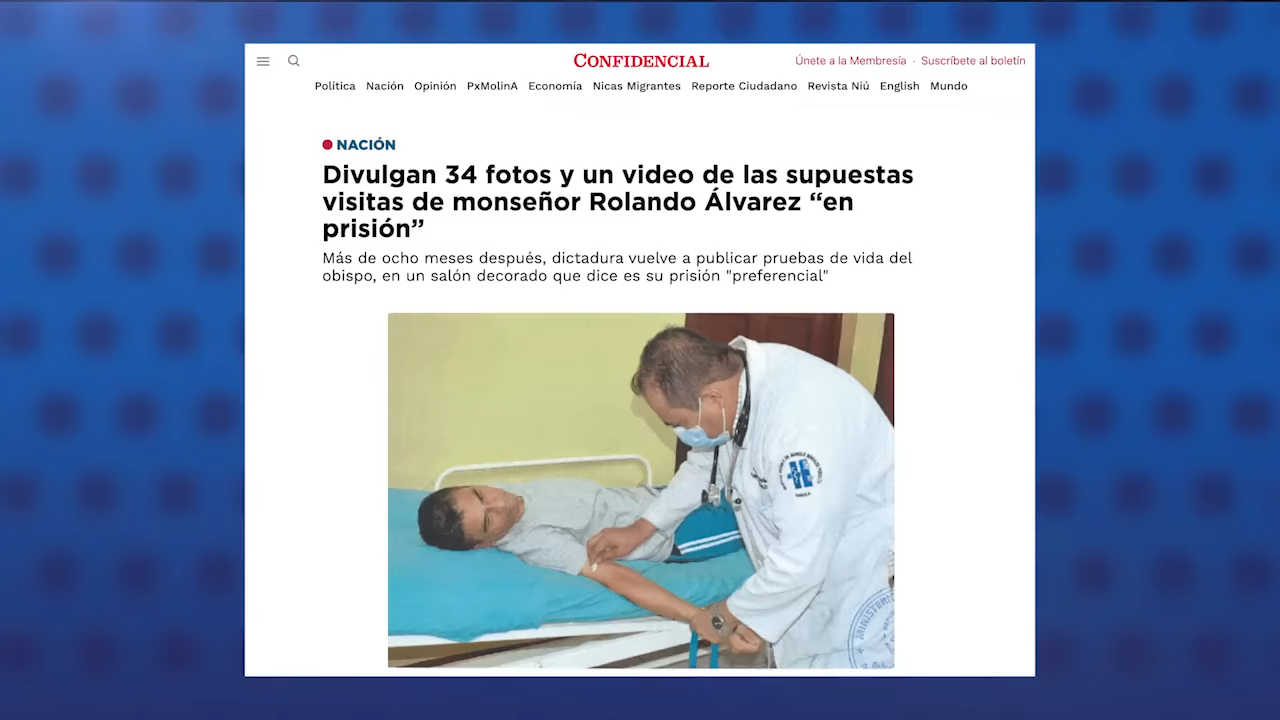 CONFIDENCIAL
Únete a la Membresía · Suscríbete al boletín
Política Nación Opinión PxMolinA Economía Nicas Migrantes Reporte Ciudadano Revista Niú English Mundo
NACIÓN
Divulgan 34 fotos y un video de las supuestas
visitas de monseñor Rolando Álvarez “en
prisión”
Más de ocho meses después, dictadura vuelve a publicar pruebas de vida del
obispo, en un salón decorado que dice es su prisión "preferencial"
MINISTERIO